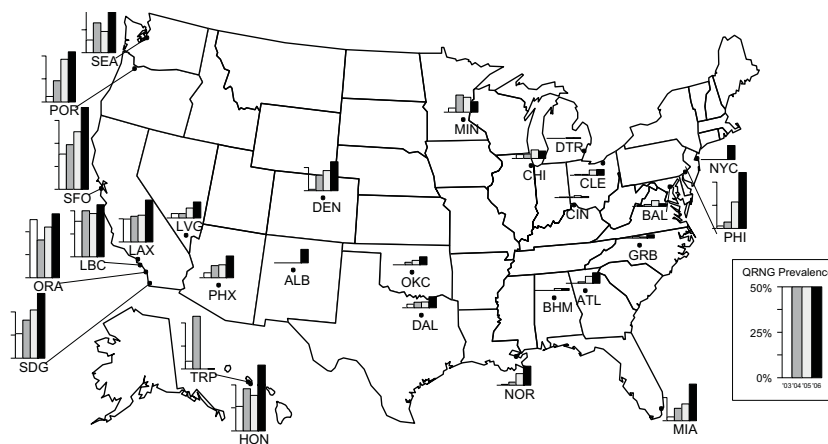 SEA
POR
MIN
DTR
NYC
CHI
CLE
SFO
DEN
CIN
BAL
LVG
PHI
LAX
LBC
GRB
ORA
PHX
ALB
OKC
ATL
BHM
DAL
QRNG Prevalence
50%
25%
0%
'03'04'05'06
SDG
TRP
NOR
HON
MIA